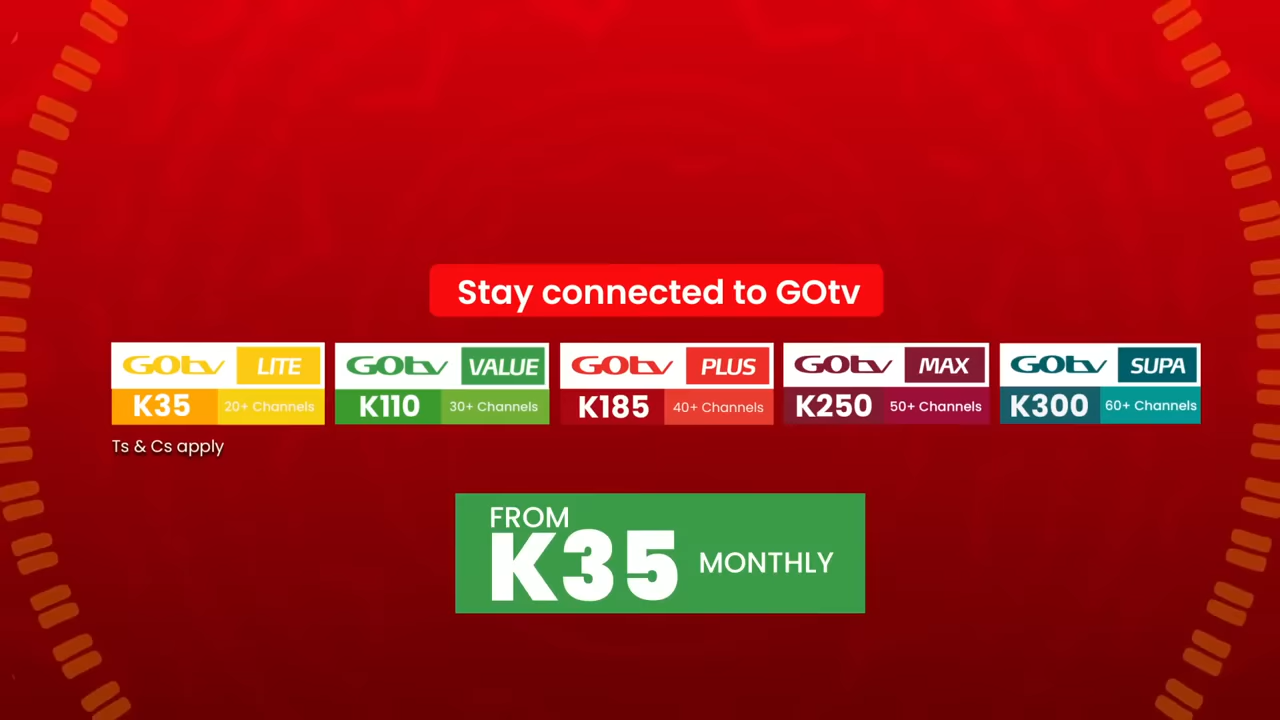 Stay connected to GOtv
GOtv LITE
K35 20+ Channels
GOtv VALUE
K110 30+ Channels
GOtv PLUS
K185 40+ Channels
GOtv MAX
K250 50+ Channels
GOtv SUPA
K300 60+ Channels
Ts & Cs apply
FROM
K35 MONTHLY